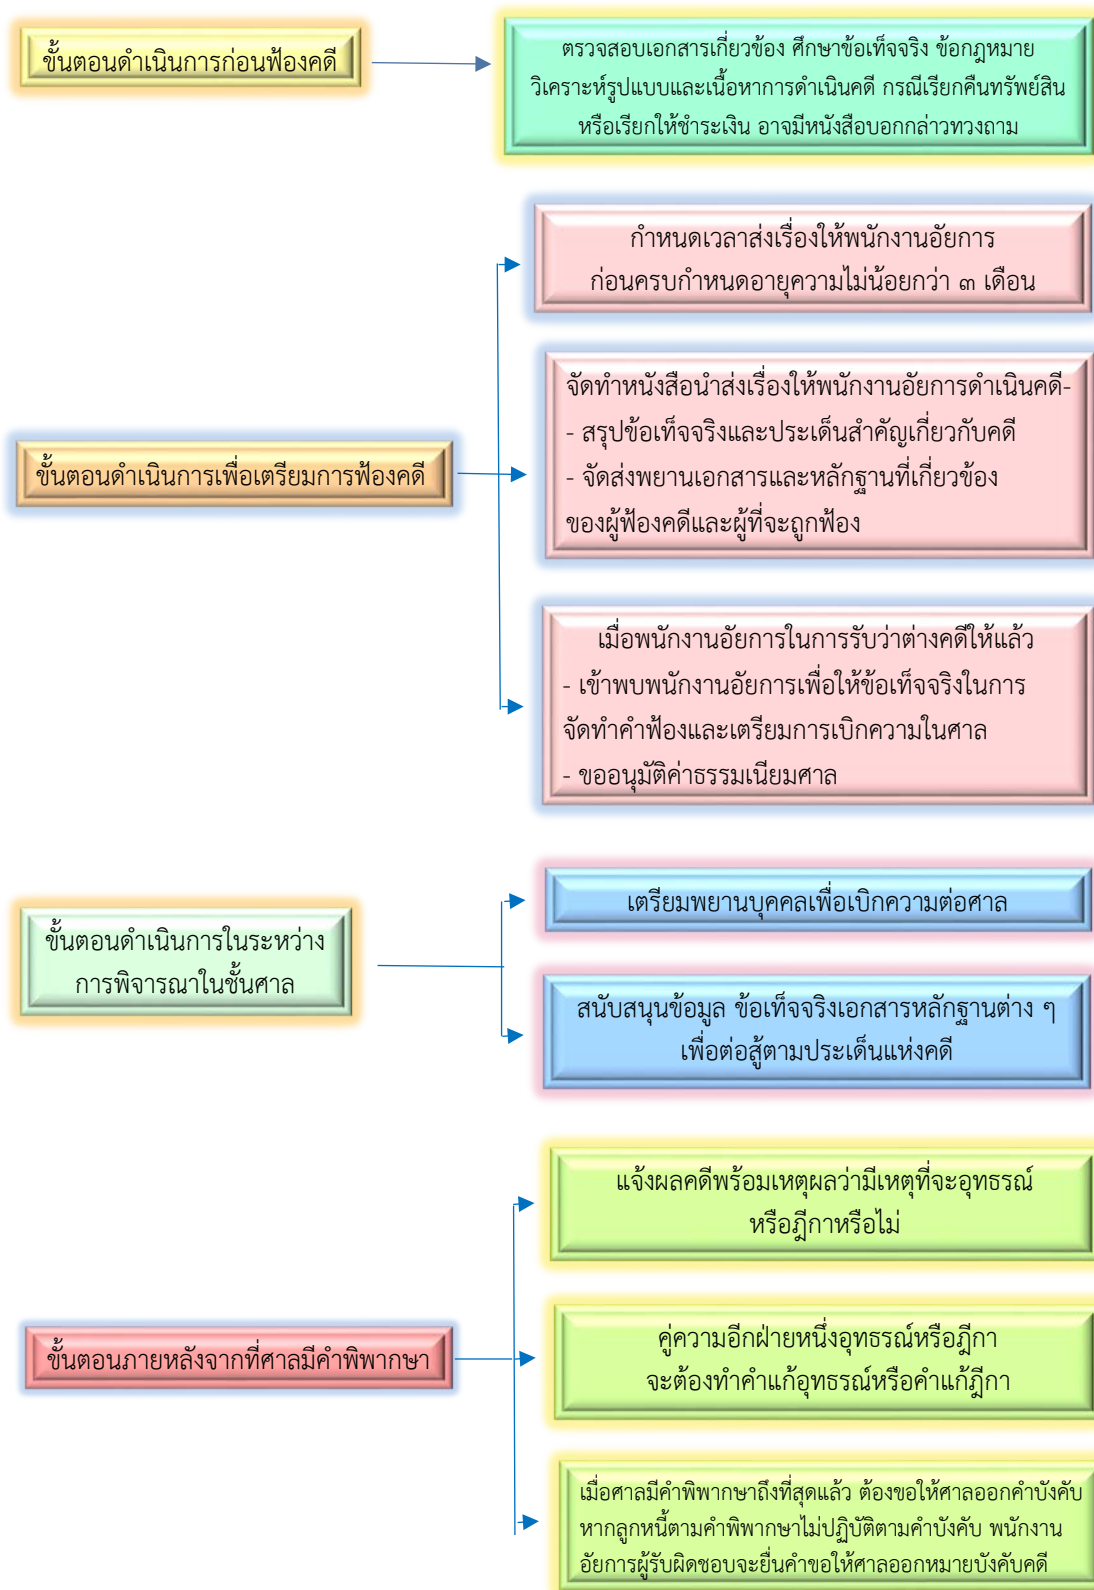 ขั้นตอนดำเนินการก่อนฟ้องคดี
ตรวจสอบเอกสารเกี่ยวข้อง ศึกษาข้อเท็จจริง ข้อกฎหมาย
วิเคราะห์รูปแบบและเนื้อหาการดำเนินคดี กรณีเรียกคืนทรัพย์สิน
หรือเรียกให้ชำระเงิน อาจมีหนังสือบอกกล่าวทวงถาม
กำหนดเวลาส่งเรื่องให้พนักงานอัยการ
ก่อนครบกำหนดอายุความไม่น้อยกว่า ๓ เดือน
ขั้นตอนดำเนินการเพื่อเตรียมการฟ้องคดี
จัดทำหนังสือนำส่งเรื่องให้พนักงานอัยการดำเนินคดี-
- สรุปข้อเท็จจริงและประเด็นสำคัญเกี่ยวกับคดี
- จัดส่งพยานเอกสารและหลักฐานที่เกี่ยวข้อง
ของผู้ฟ้องคดีและผู้ที่จะถูกฟ้อง
เมื่อพนักงานอัยการในการรับว่าต่างคดีให้แล้ว
- เข้าพบพนักงานอัยการเพื่อให้ข้อเท็จจริงในการ
จัดทำคำฟ้องและเตรียมการเบิกความในศาล
- ขออนุมัติค่าธรรมเนียมศาล
ขั้นตอนดำเนินการในระหว่าง
การพิจารณาในชั้นศาล
เตรียมพยานบุคคลเพื่อเบิกความต่อศาล
สนับสนุนข้อมูล ข้อเท็จจริงเอกสารหลักฐานต่าง ๆ
เพื่อต่อสู้ตามประเด็นแห่งคดี
แจ้งผลคดีพร้อมเหตุผลว่ามีเหตุที่จะอุทธรณ์
หรือฎีกาหรือไม่
ขั้นตอนภายหลังจากที่ศาลมีคำพิพากษา
คู่ความอีกฝ่ายหนึ่งอุทธรณ์หรือฎีกา
จะต้องทำคำแก้อุทธรณ์หรือคำแก้ฎีกา
เมื่อศาลมีคำพิพากษาถึงที่สุดแล้ว ต้องขอให้ศาลออกคำบังคับ
หากลูกหนี้ตามคำพิพากษาไม่ปฏิบัติตามคำบังคับ พนักงาน
อัยการผู้รับผิดชอบจะยื่นคำขอให้ศาลออกหมายบังคับคดี